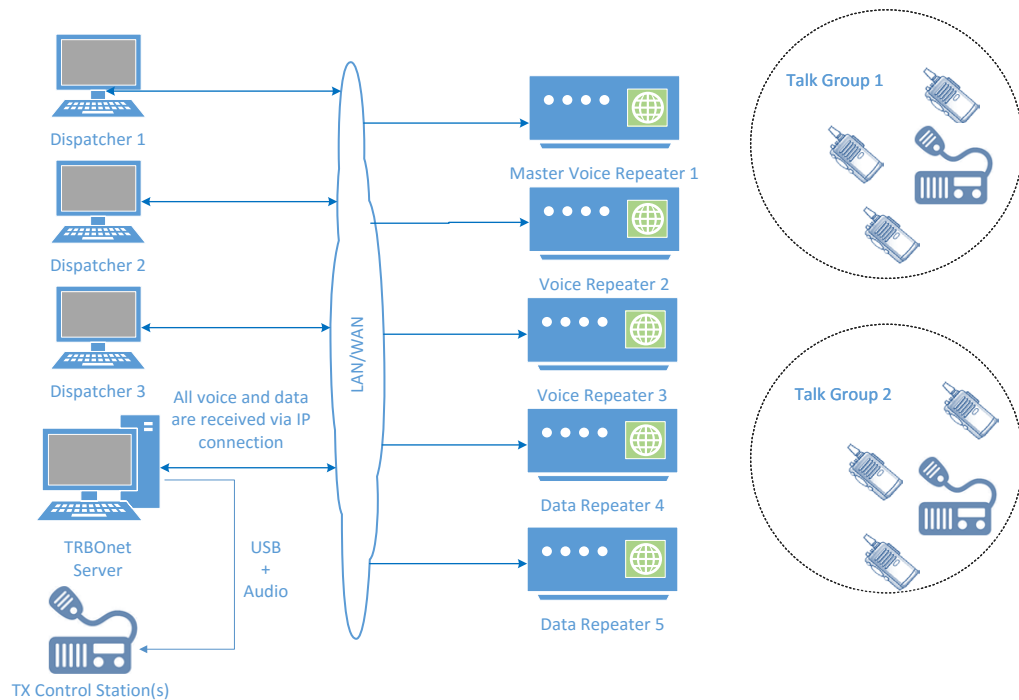 Dispatcher 1
Dispatcher 2
Dispatcher 3
All voice and data
are received via IP
connection
TRBOnet
Server
USB
+
Audio
TX Control Station(s)
LAN/WAN
Master Voice Repeater 1
Voice Repeater 2
Voice Repeater 3
Data Repeater 4
Data Repeater 5
Talk Group 1
Talk Group 2